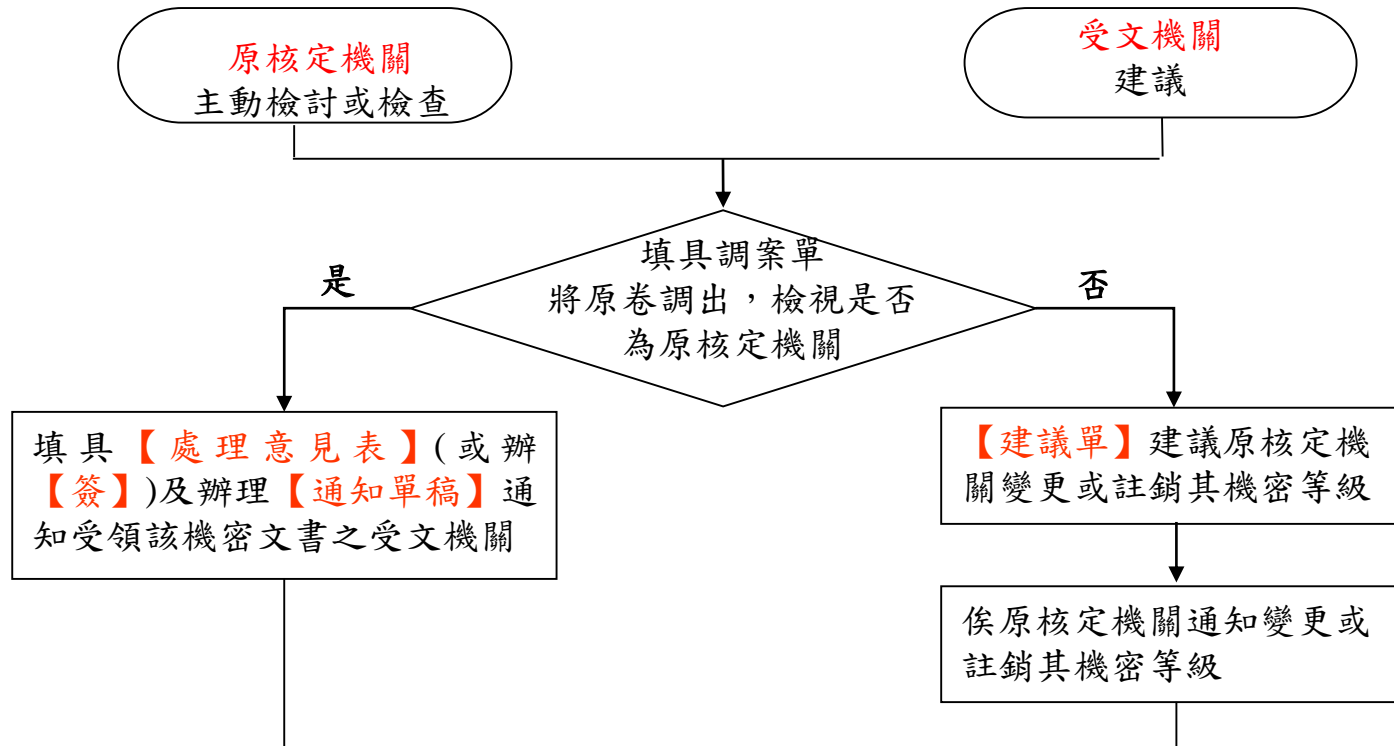 原核定機關
主動檢討或檢查
受文機關
建議
填具調案單
將原卷調出，檢視是否
為原核定機關
是
否
填具【處理意見表】(或辦
【簽】)及辦理【通知單稿】通
知受領該機密文書之受文機關
【建議單】建議原核定機
關變更或註銷其機密等級
俟原核定機關通知變更或
註銷其機密等級